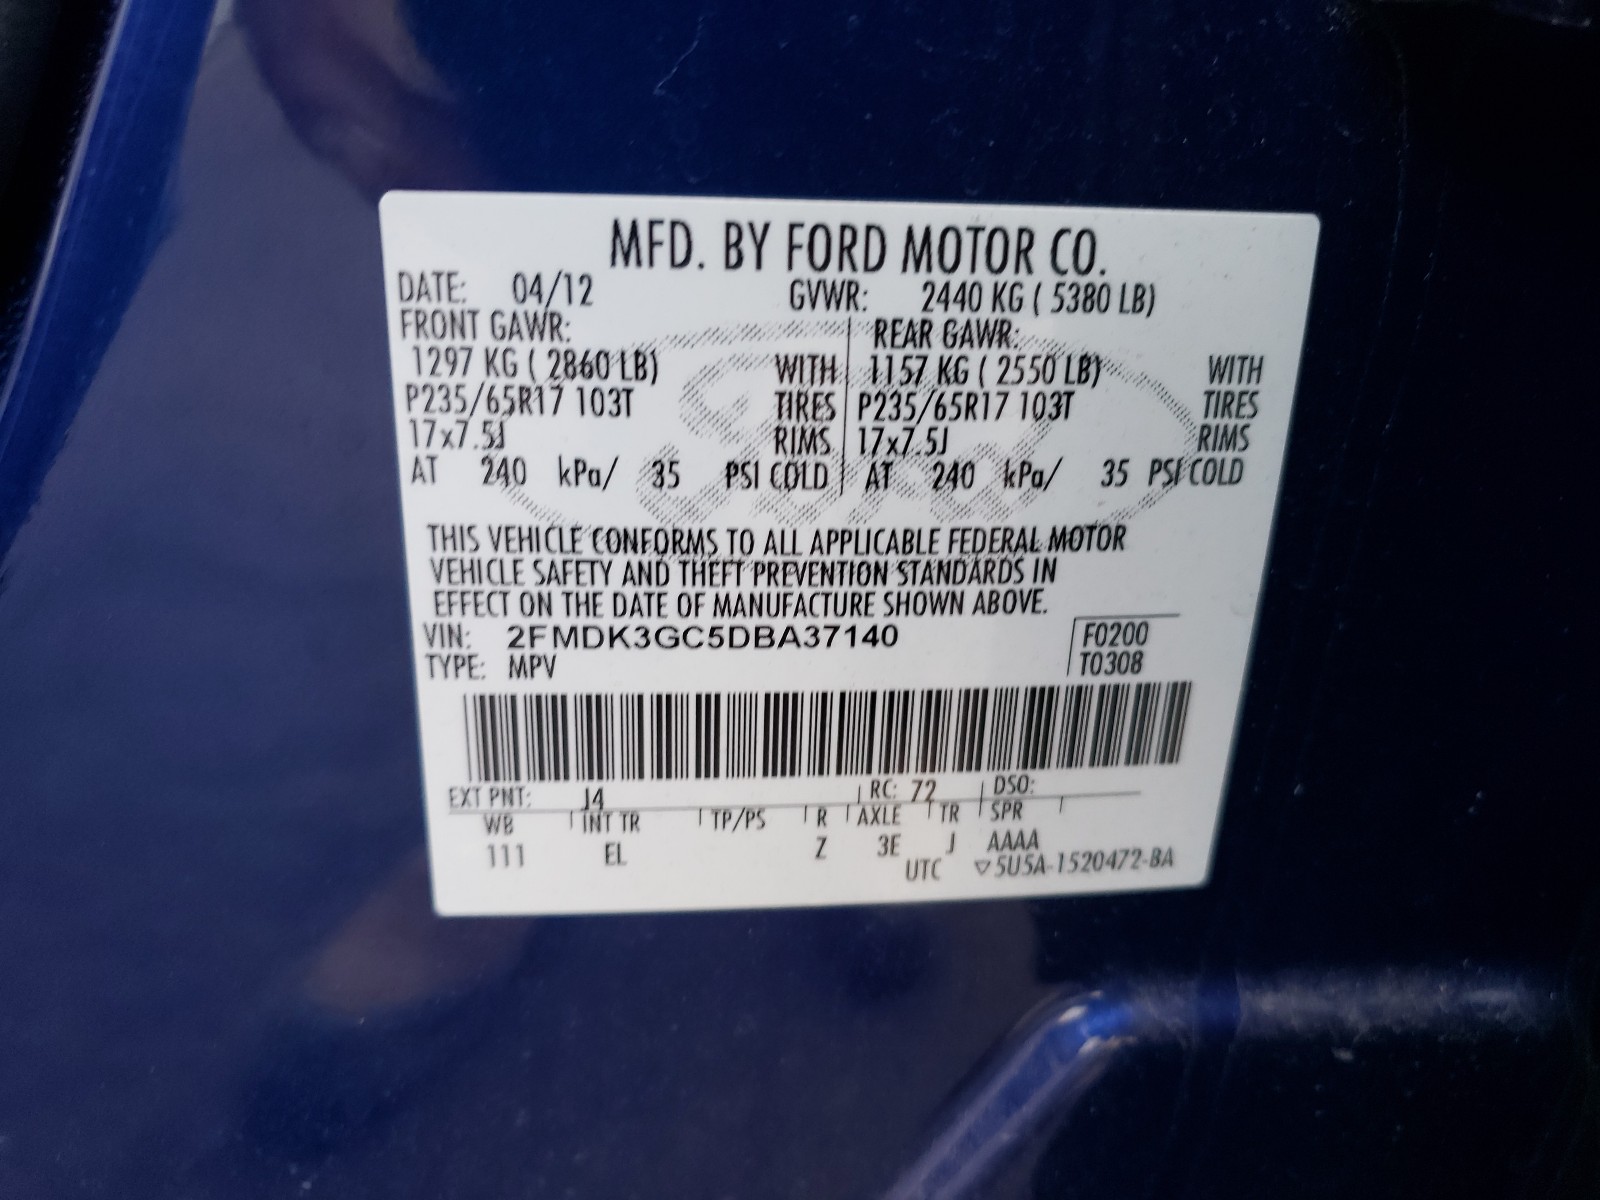 MFD. BY FORD MOTOR CO.
DATE: 04/12 GVWR: 2440 KG ( 5380 LB)
FRONT GAWR: REAR GAWR:
1297 KG ( 2860 LB) WITH 1157 KG ( 2550 LB) WITH
P235/65R17 103T TIRES P235/65R17 103T TIRES
17x7.5J RIMS 17x7.5J RIMS
AT 240 kPa/ 35 PSI COLD AT 240 kPa/ 35 PSI COLD
THIS VEHICLE CONFORMS TO ALL APPLICABLE FEDERAL MOTOR
VEHICLE SAFETY AND THEFT PREVENTION STANDARDS IN
EFFECT ON THE DATE OF MANUFACTURE SHOWN ABOVE.
VIN: 2FMDK3GC5DBA37140 F0200
TYPE: MPV T0308
EXT PNT: J4 RC: 72 DSO:
WB INT TR TP/PS R AXLE TR SPR
111 EL Z 3E J AAAA
UTC ▽5U5A-1520472-BA